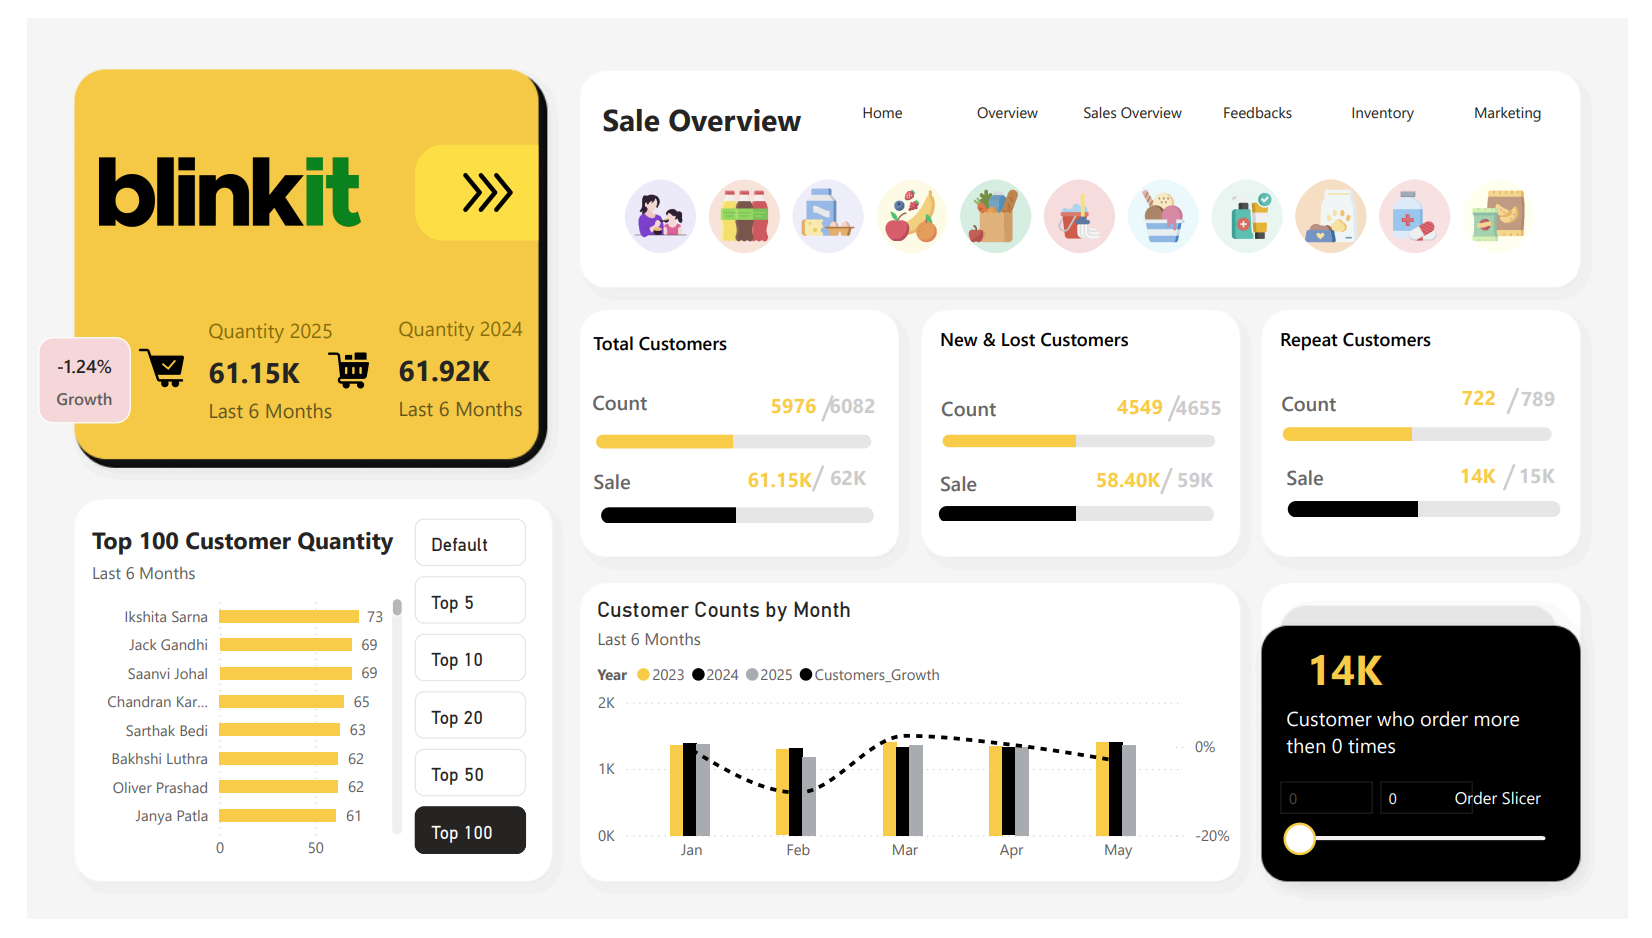 blinkit
Quantity 2025
61.15K
Last 6 Months
Quantity 2024
61.92K
Last 6 Months
-1.24%
Growth
Sale Overview
Home
Overview
Sales Overview
Feedbacks
Inventory
Marketing
Total Customers
Count
5976 /6082
Sale
61.15K/ 62K
New & Lost Customers
Count
4549 /4655
Sale
58.40K/ 59K
Repeat Customers
Count
722 /789
Sale
14K / 15K
Top 100 Customer Quantity
Last 6 Months
Ikshita Sarna 73
Jack Gandhi 69
Saanvi Johal 69
Chandran Kar... 65
Sarthak Bedi 63
Bakhshi Luthra 62
Oliver Prashad 62
Janya Patla 61
0 50
Default
Top 5
Top 10
Top 20
Top 50
Top 100
Customer Counts by Month
Last 6 Months
Year 2023 2024 2025 Customers_Growth
2K
1K
0K
0%
-20%
Jan Feb Mar Apr May
14K
Customer who order more
then 0 times
0 0 Order Slicer